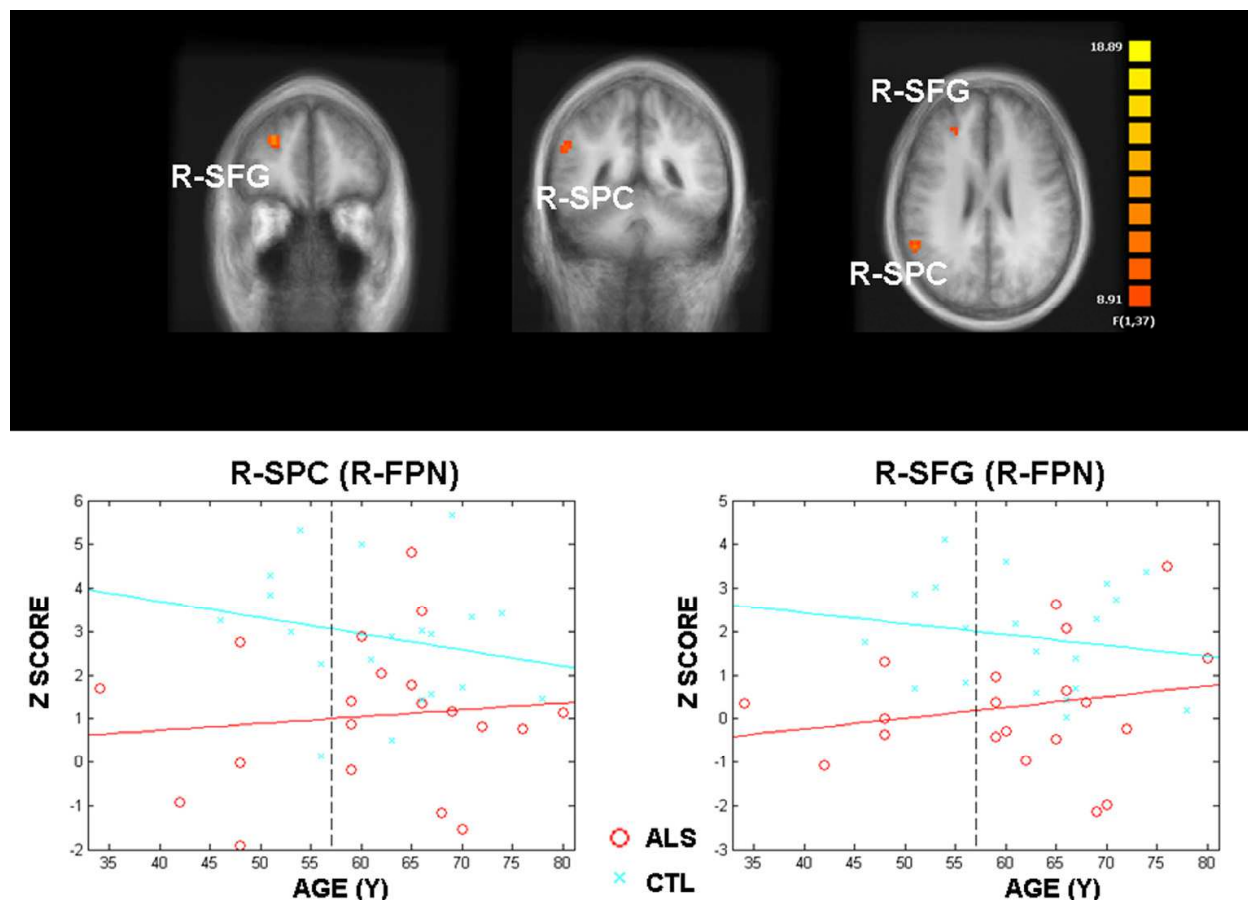 18.89
R-SFG
R-SFG
R-SPC
R-SPC
8.91
F(1,37)
R-SPC (R-FPN)
R-SFG (R-FPN)
Z SCORE
6
5
4
3
2
1
0
-1
-2
35 40 45 50 55 60 65 70 75 80
AGE (Y)
ALS
CTL
Z SCORE
5
4
3
2
1
0
-1
-2
-3
35 40 45 50 55 60 65 70 75 80
AGE (Y)